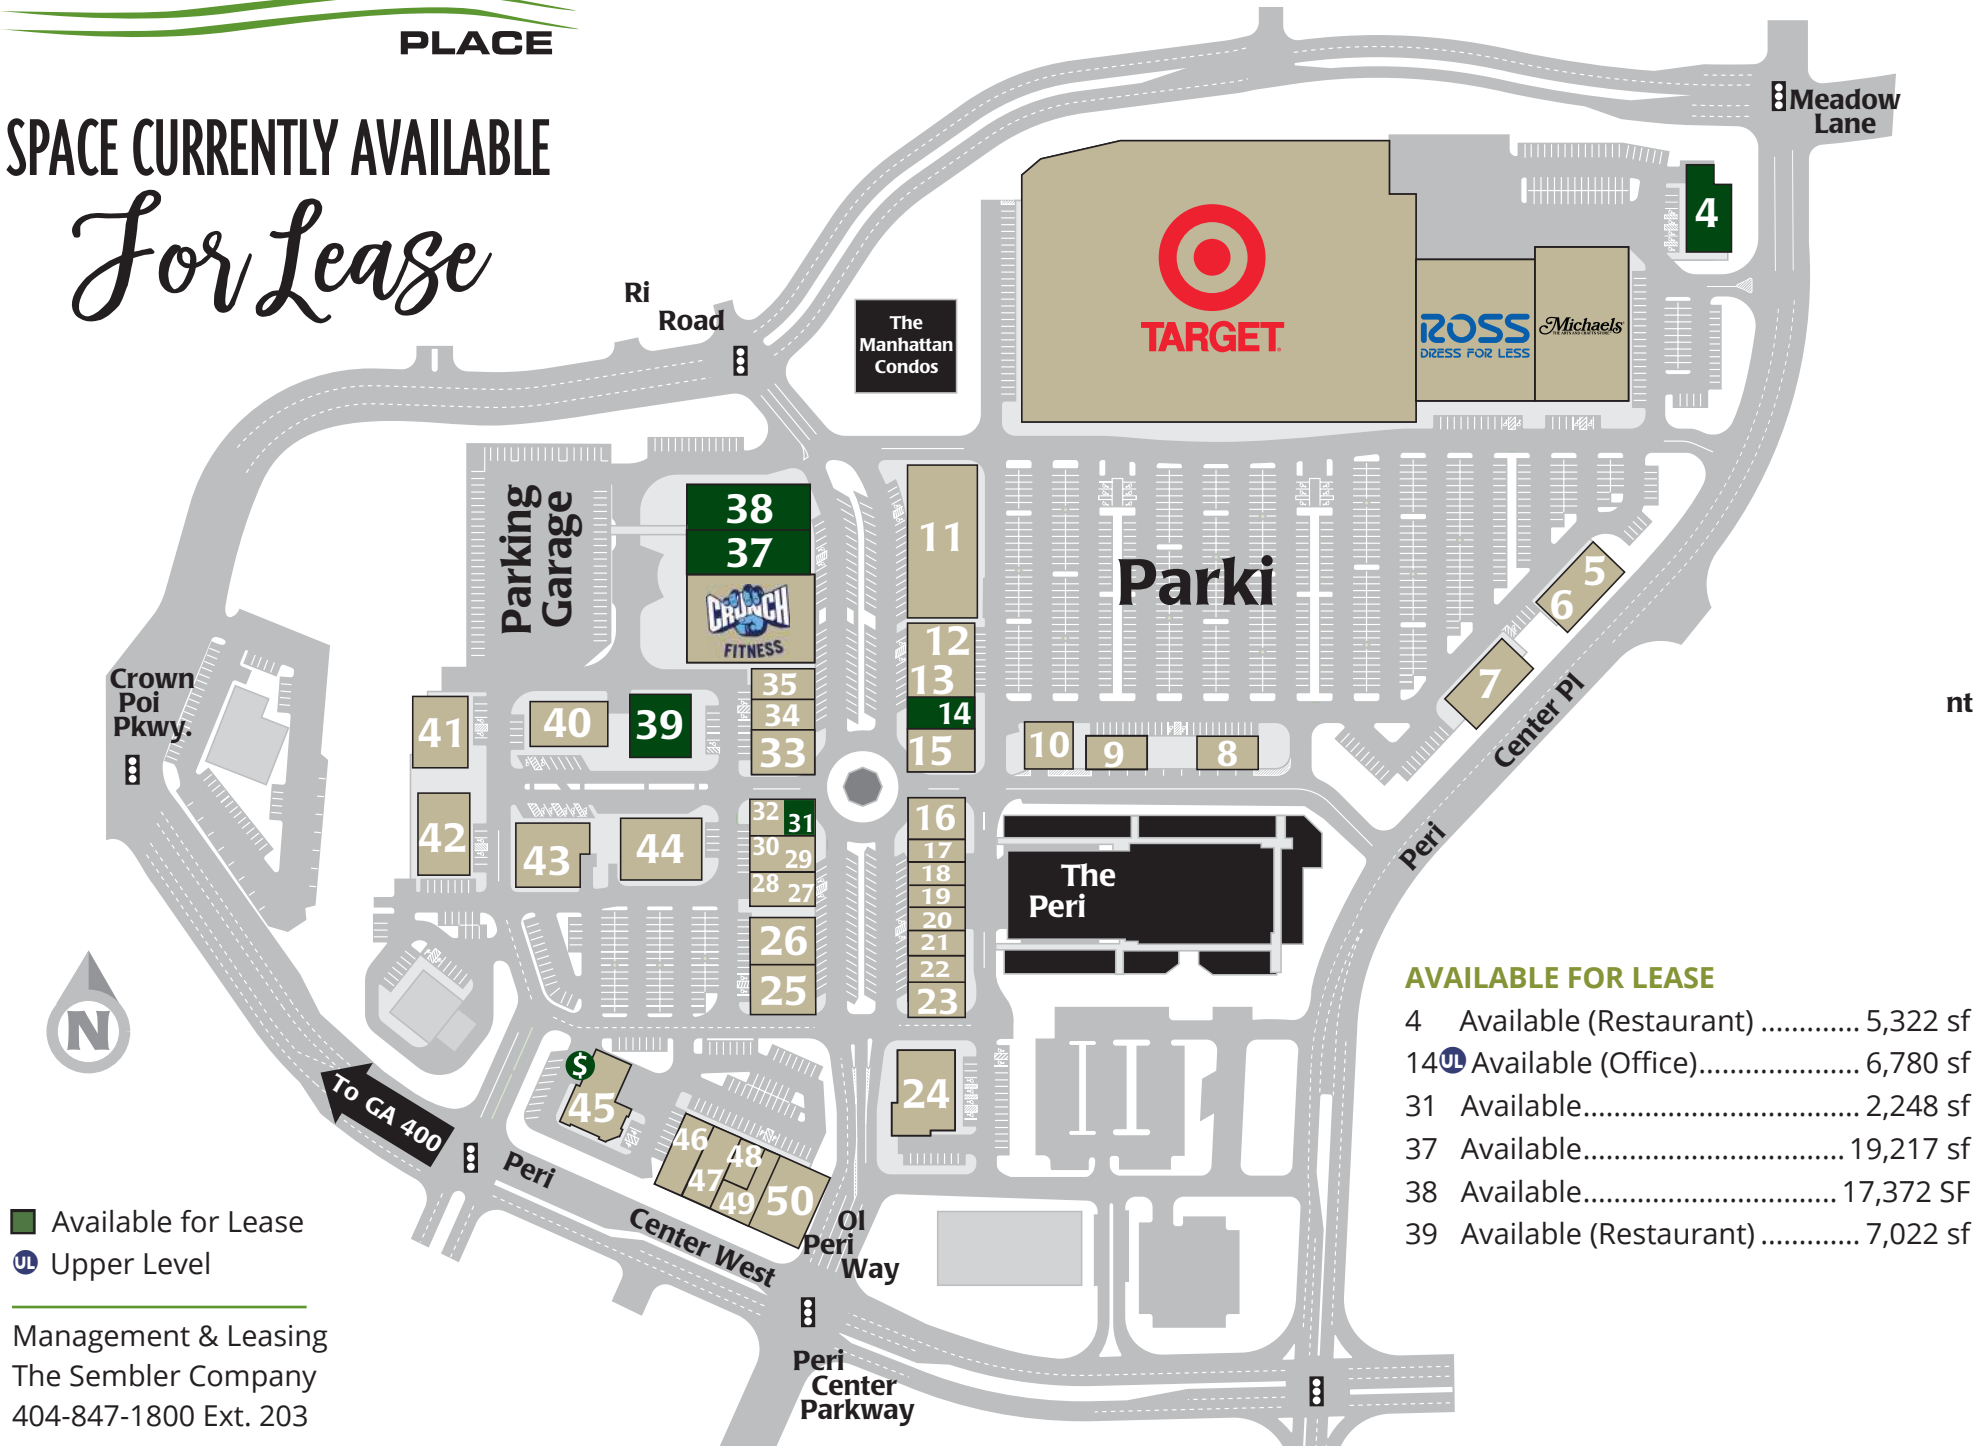 PLACE
SPACE CURRENTLY AVAILABLE
For Lease
Meadow
Lane
4
Ri
Road
The
Manhattan
Condos
TARGET
ROSS
DRESS FOR LESS
Michaels
Parking
Garage
38
37
CRUNCH
FITNESS
11
12
13
14
15
Parki
5
6
7
Center Pl
Peri
nt
Crown
Poi
Pkwy.
41
40
39
35
34
33
10
9
8
42
43
44
32
31
30
29
28
27
26
25
16
17
18
19
20
21
22
23
The
Peri
N
To GA 400
$
45
46
47
48
49
50
24
Peri
Center West
Ol
Peri
Way
Peri
Center
Parkway
AVAILABLE FOR LEASE
4 Available (Restaurant) ............. 5,322 sf
14 UL Available (Office)..................... 6,780 sf
31 Available..................................... 2,248 sf
37 Available.................................. 19,217 sf
38 Available................................. 17,372 SF
39 Available (Restaurant) ............. 7,022 sf
Available for Lease
UL Upper Level
Management & Leasing
The Sembler Company
404-847-1800 Ext. 203